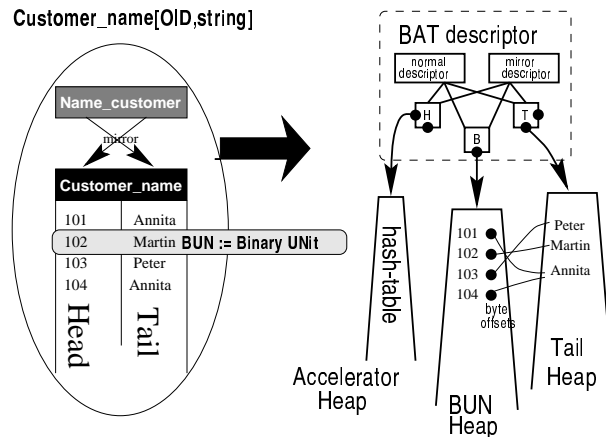 Customer_name[OID,string]
Name_customer
mirror
Customer_name
101 Annita
102 Martin BUN := Binary UNit
103 Peter
104 Annita
Head
Tail
BAT descriptor
normal
descriptor
mirror
descriptor
H
T
B
hash-table
101
102
103
104
byte
offsets
Peter
Martin
Annita
Accelerator
Heap
BUN
Heap
Tail
Heap